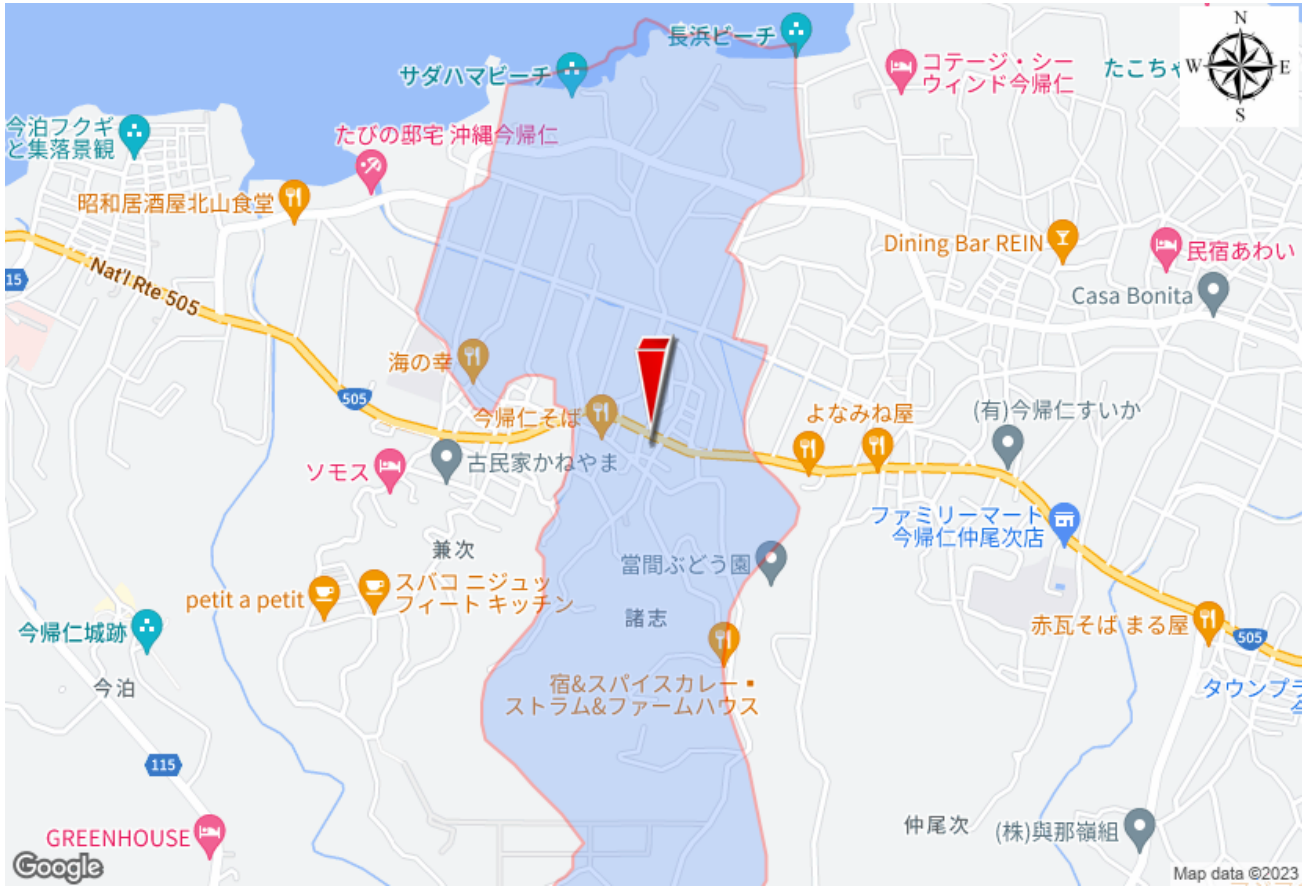 長浜ビーチ
N
W
E
S
コテージ・シー
ウィンド今帰仁
たこちゃ
サダハマビーチ
今泊フクギ
と集落景観
たびの邸宅 沖縄今帰仁
昭和居酒屋北山食堂
Dining Bar REIN
民宿あわい
Nat'l Rte 505
15
Casa Bonita
海の幸
505
今帰仁そば
よなみね屋
(有)今帰仁すいか
ソモス
古民家かねやま
ファミリーマート
今帰仁仲尾次店
兼次
當間ぶどう園
petit a petit
スバコ ニジュッ
フィート キッチン
諸志
赤瓦そば まる屋
505
今帰仁城跡
今泊
宿&スパイスカレー・
ストラム&ファームハウス
タウンプラ
115
GREENHOUSE
仲尾次
(株)與那嶺組
Google
Map data ©2023